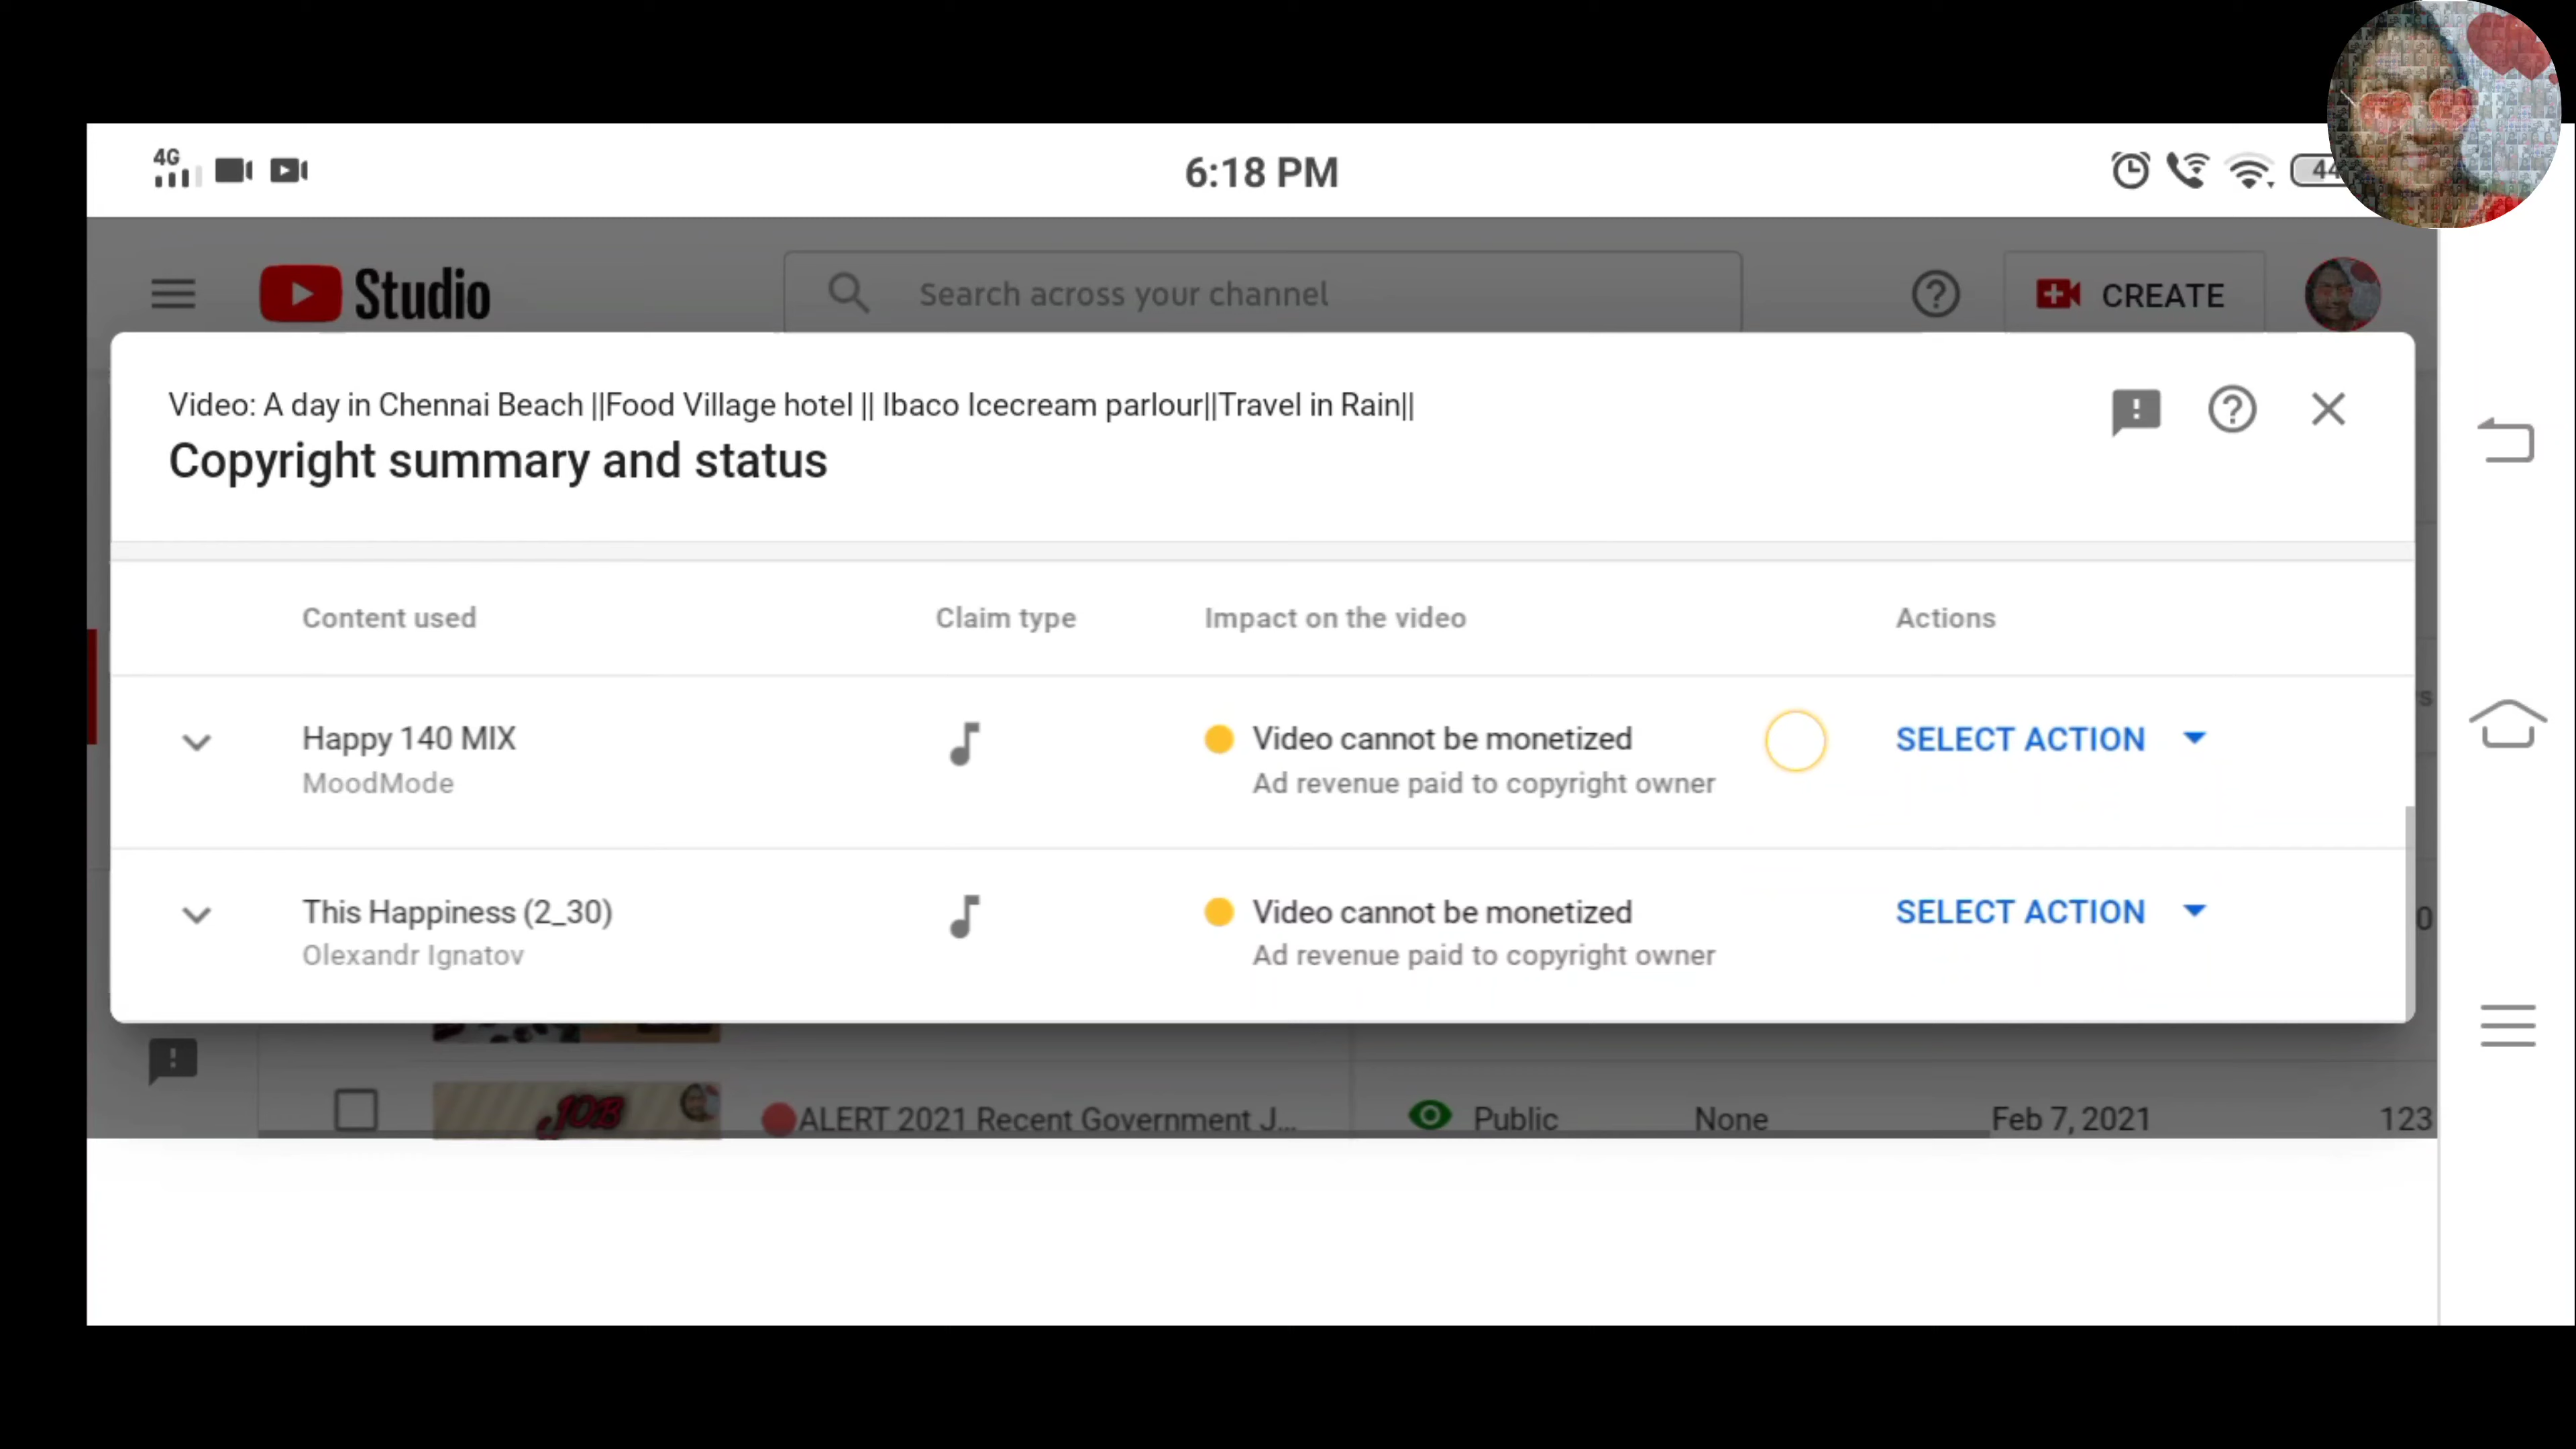 4G
6:18 PM
44
Studio
Search across your channel
CREATE
Video: A day in Chennai Beach ||Food Village hotel || Ibaco Icecream parlour||Travel in Rain||
Copyright summary and status
Content used
Claim type
Impact on the video
Actions
Happy 140 MIX
MoodMode
Video cannot be monetized
Ad revenue paid to copyright owner
SELECT ACTION
This Happiness (2_30)
Olexandr Ignatov
Video cannot be monetized
Ad revenue paid to copyright owner
SELECT ACTION
s
0
JOB
ALERT 2021 Recent Government J...
Public
None
Feb 7, 2021
123